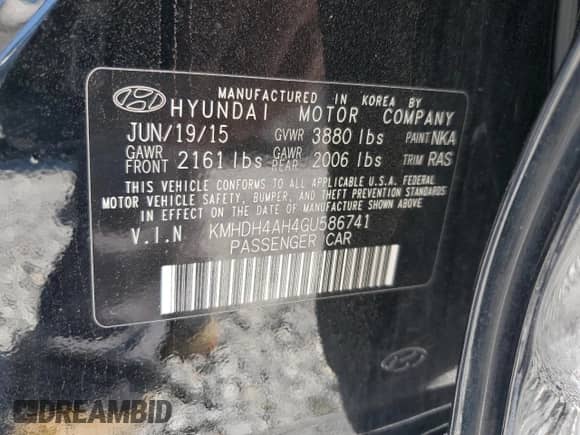 MANUFACTURED IN KOREA BY
HYUNDAI MOTOR COMPANY
JUN/19/15 GVWR 3880 lbs PAINT NKA
GAWR FRONT 2161 lbs GAWR REAR 2006 lbs TRIM RAS
THIS VEHICLE CONFORMS TO ALL APPLICABLE U.S.A. FEDERAL
MOTOR VEHICLE SAFETY, BUMPER, AND THEFT PREVENTION STANDARDS
IN EFFECT ON THE DATE OF MANUFACTURE SHOWN ABOVE.
V.I.N KMHDH4AH4GU586741
PASSENGER CAR
DREAMBID